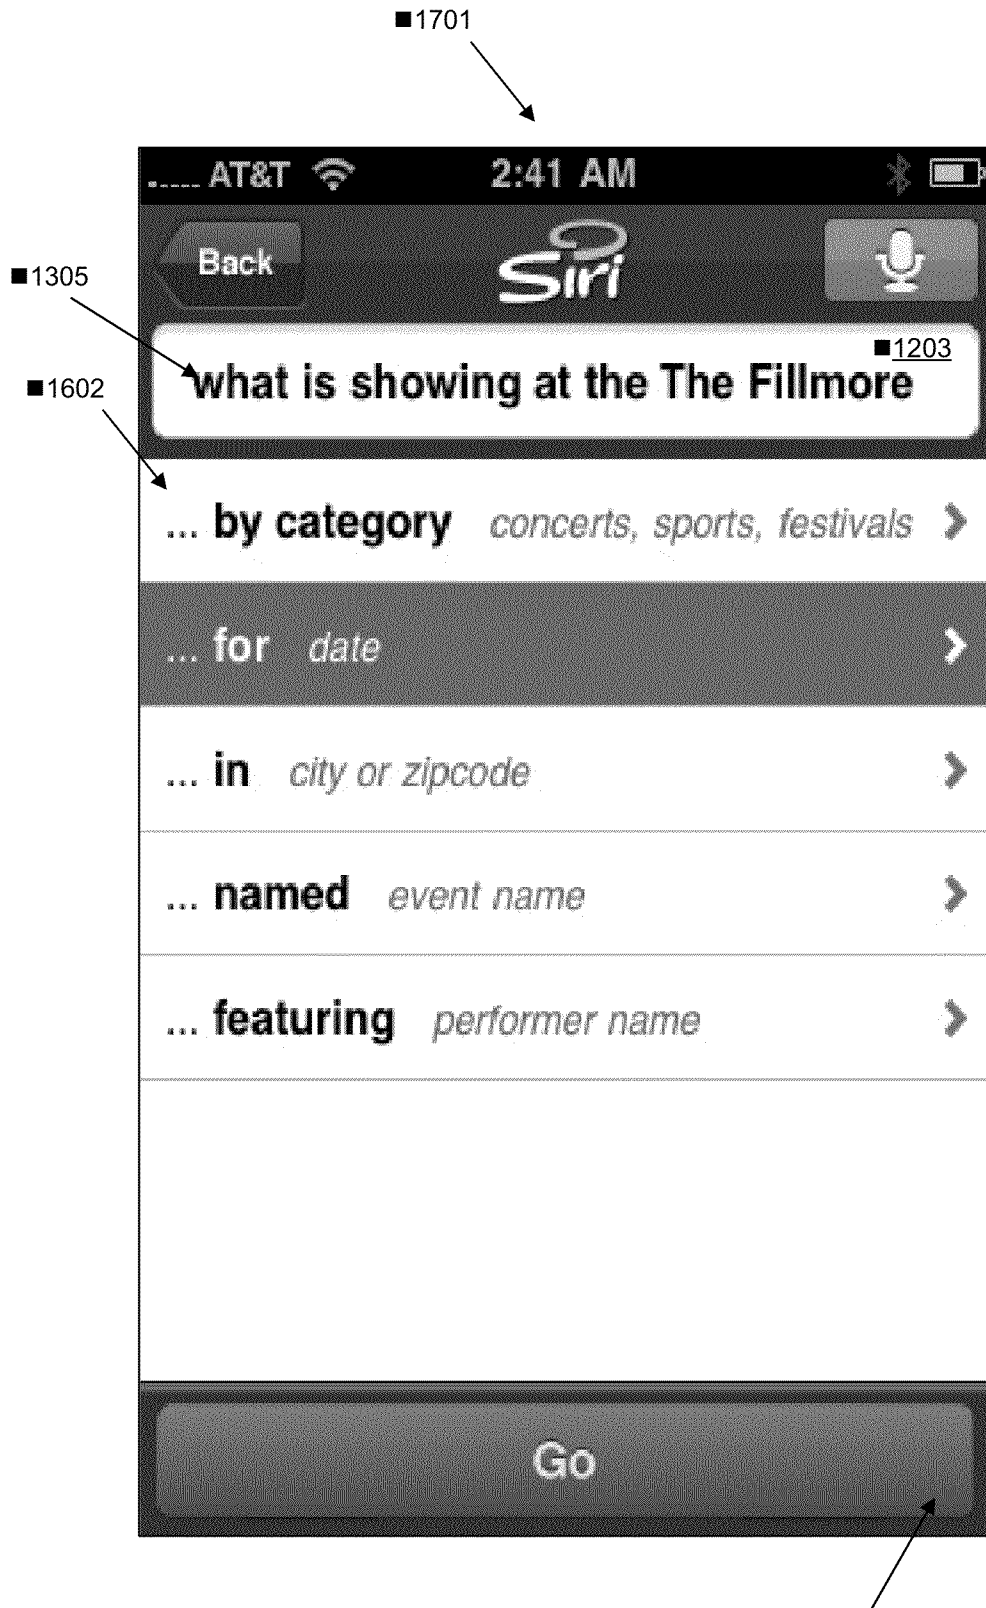 ■1701
..... AT&T 2:41 AM
Back Siri
■1305
■1203
what is showing at the The Fillmore
■1602
... by category concerts, sports, festivals
... for date
... in city or zipcode
... named event name
... featuring performer name
Go